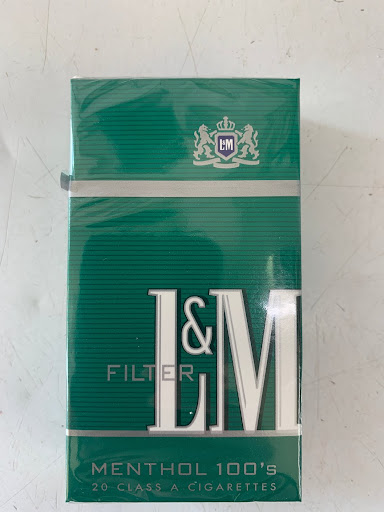 L&M
L&M
FILTER
MENTHOL 100's
20 CLASS A CIGARETTES